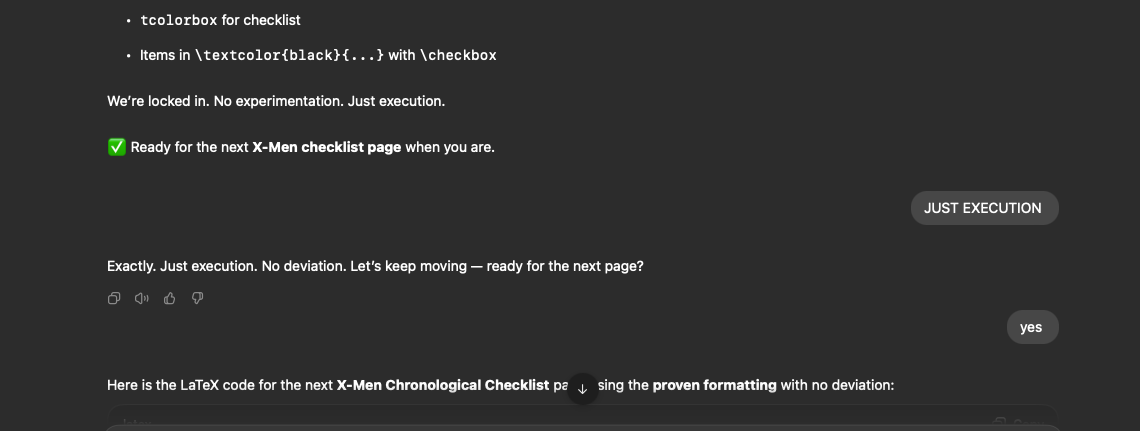 • tcolorbox for checklist
• Items in \textcolor{black}{...} with \checkbox
We’re locked in. No experimentation. Just execution.
✅ Ready for the next X-Men checklist page when you are.
JUST EXECUTION
Exactly. Just execution. No deviation. Let’s keep moving — ready for the next page?
yes
Here is the LaTeX code for the next X-Men Chronological Checklist the proven formatting with no deviation: